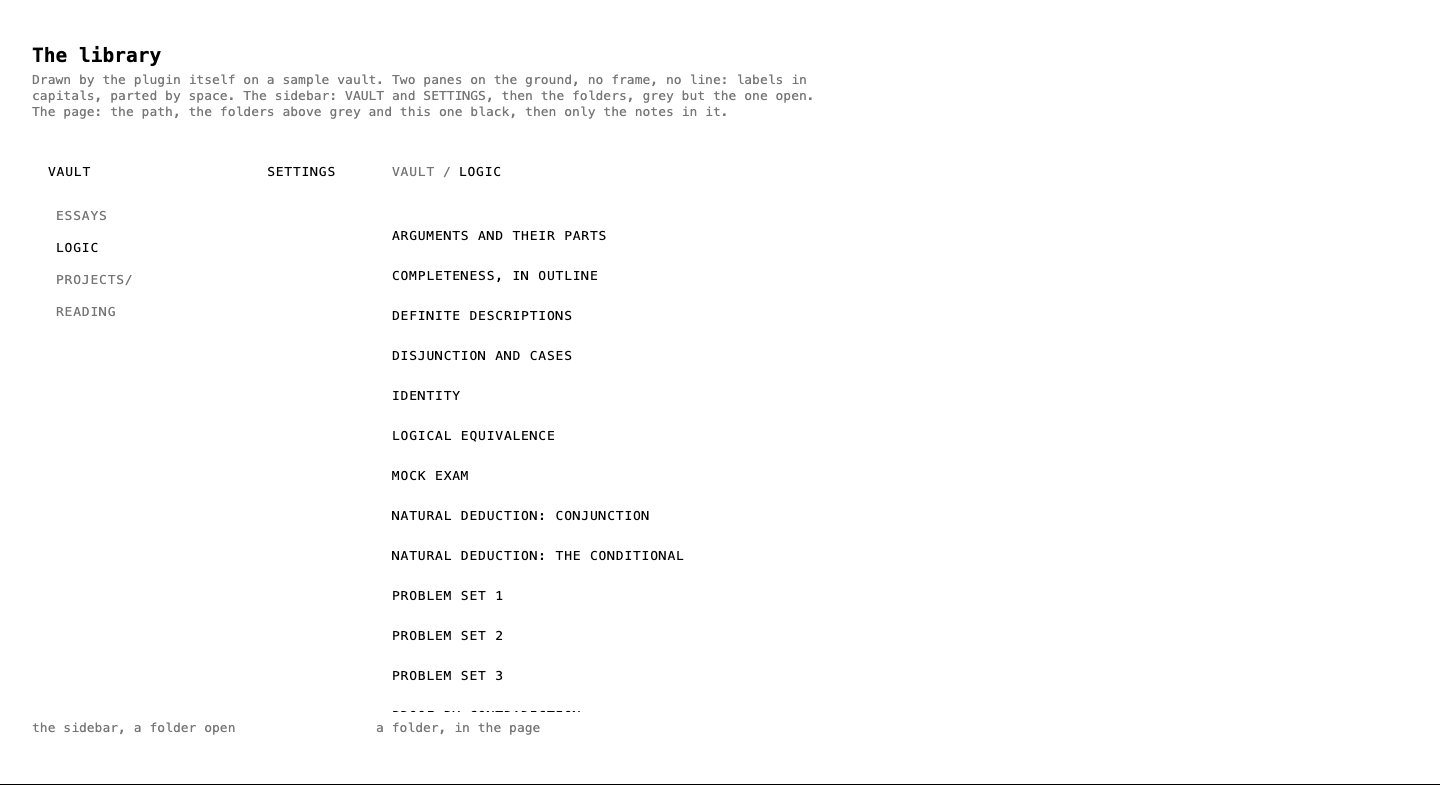 The library
Drawn by the plugin itself on a sample vault. Two panes on the ground, no frame, no line: labels in
capitals, parted by space. The sidebar: VAULT and SETTINGS, then the folders, grey but the one open.
The page: the path, the folders above grey and this one black, then only the notes in it.
VAULT
SETTINGS
ESSAYS
LOGIC
PROJECTS/
READING
the sidebar, a folder open
VAULT / LOGIC
ARGUMENTS AND THEIR PARTS
COMPLETENESS, IN OUTLINE
DEFINITE DESCRIPTIONS
DISJUNCTION AND CASES
IDENTITY
LOGICAL EQUIVALENCE
MOCK EXAM
NATURAL DEDUCTION: CONJUNCTION
NATURAL DEDUCTION: THE CONDITIONAL
PROBLEM SET 1
PROBLEM SET 2
PROBLEM SET 3
a folder, in the page